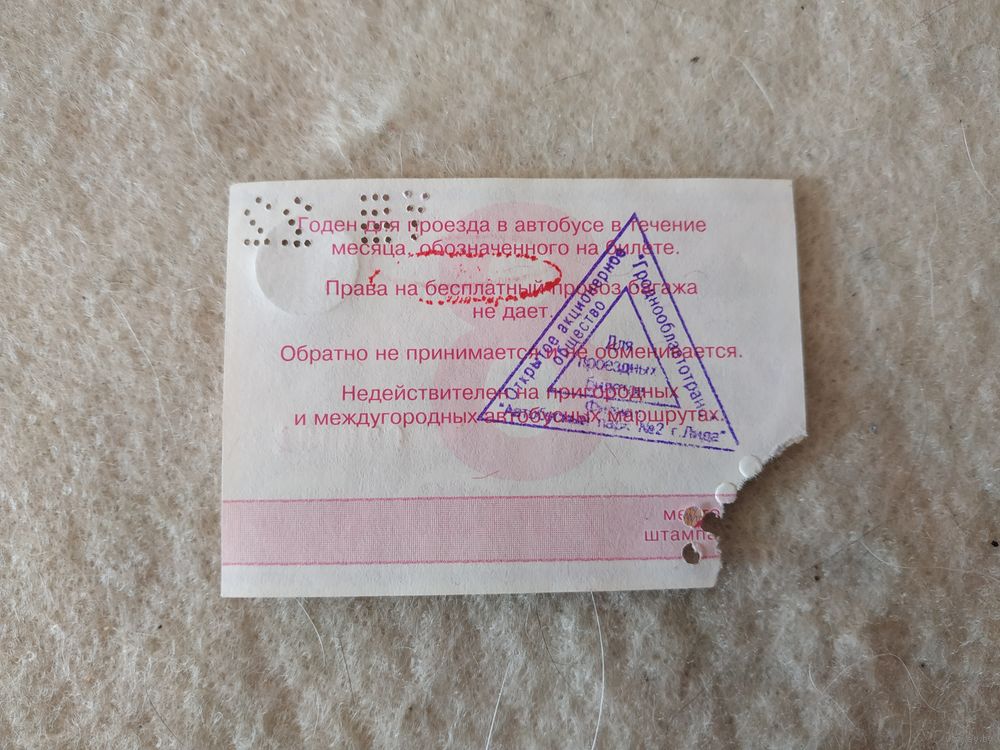 Годен для проезда в автобусе в течение
месяца, обозначенного на билете.
Права на бесплатный провоз багажа
не дает.
Обратно не принимается и не обменивается.
Недействителен на пригородных
и междугородных автобусных маршрутах.
место
штампа
"Открытое акционерное
общество
"Гроднооблавтотранс"
Для
проездных
билетов
Филиал
Автобусный парк №2 г.Лида"